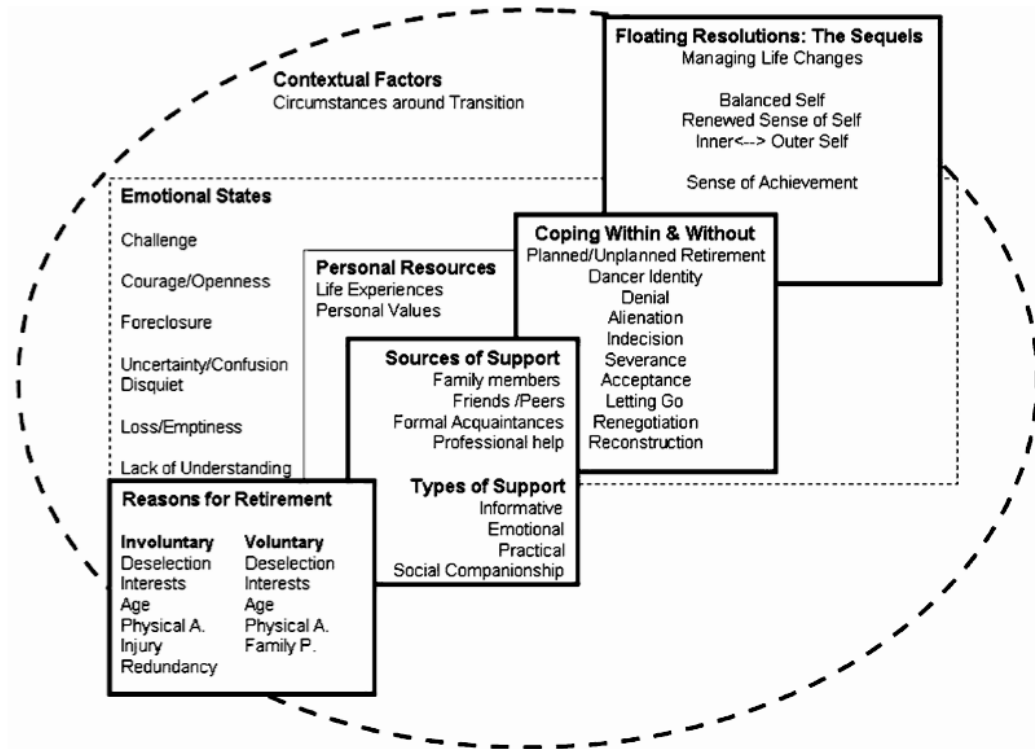 Floating Resolutions: The Sequels
Managing Life Changes
Balanced Self
Renewed Sense of Self
Inner<--> Outer Self
Sense of Achievement
Contextual Factors
Circumstances around Transition
Emotional States
Challenge
Courage/Openness
Foreclosure
Uncertainty/Confusion
Disquiet
Loss/Emptiness
Lack of Understanding
Personal Resources
Life Experiences
Personal Values
Coping Within & Without
Planned/Unplanned Retirement
Dancer Identity
Denial
Alienation
Indecision
Severance
Acceptance
Letting Go
Renegotiation
Reconstruction
Sources of Support
Family members
Friends /Peers
Formal Acquaintances
Professional help
Types of Support
Informative
Emotional
Practical
Social Companionship
Reasons for Retirement
Involuntary
Deselection
Interests
Age
Physical A.
Injury
Redundancy
Voluntary
Deselection
Interests
Age
Physical A.
Family P.